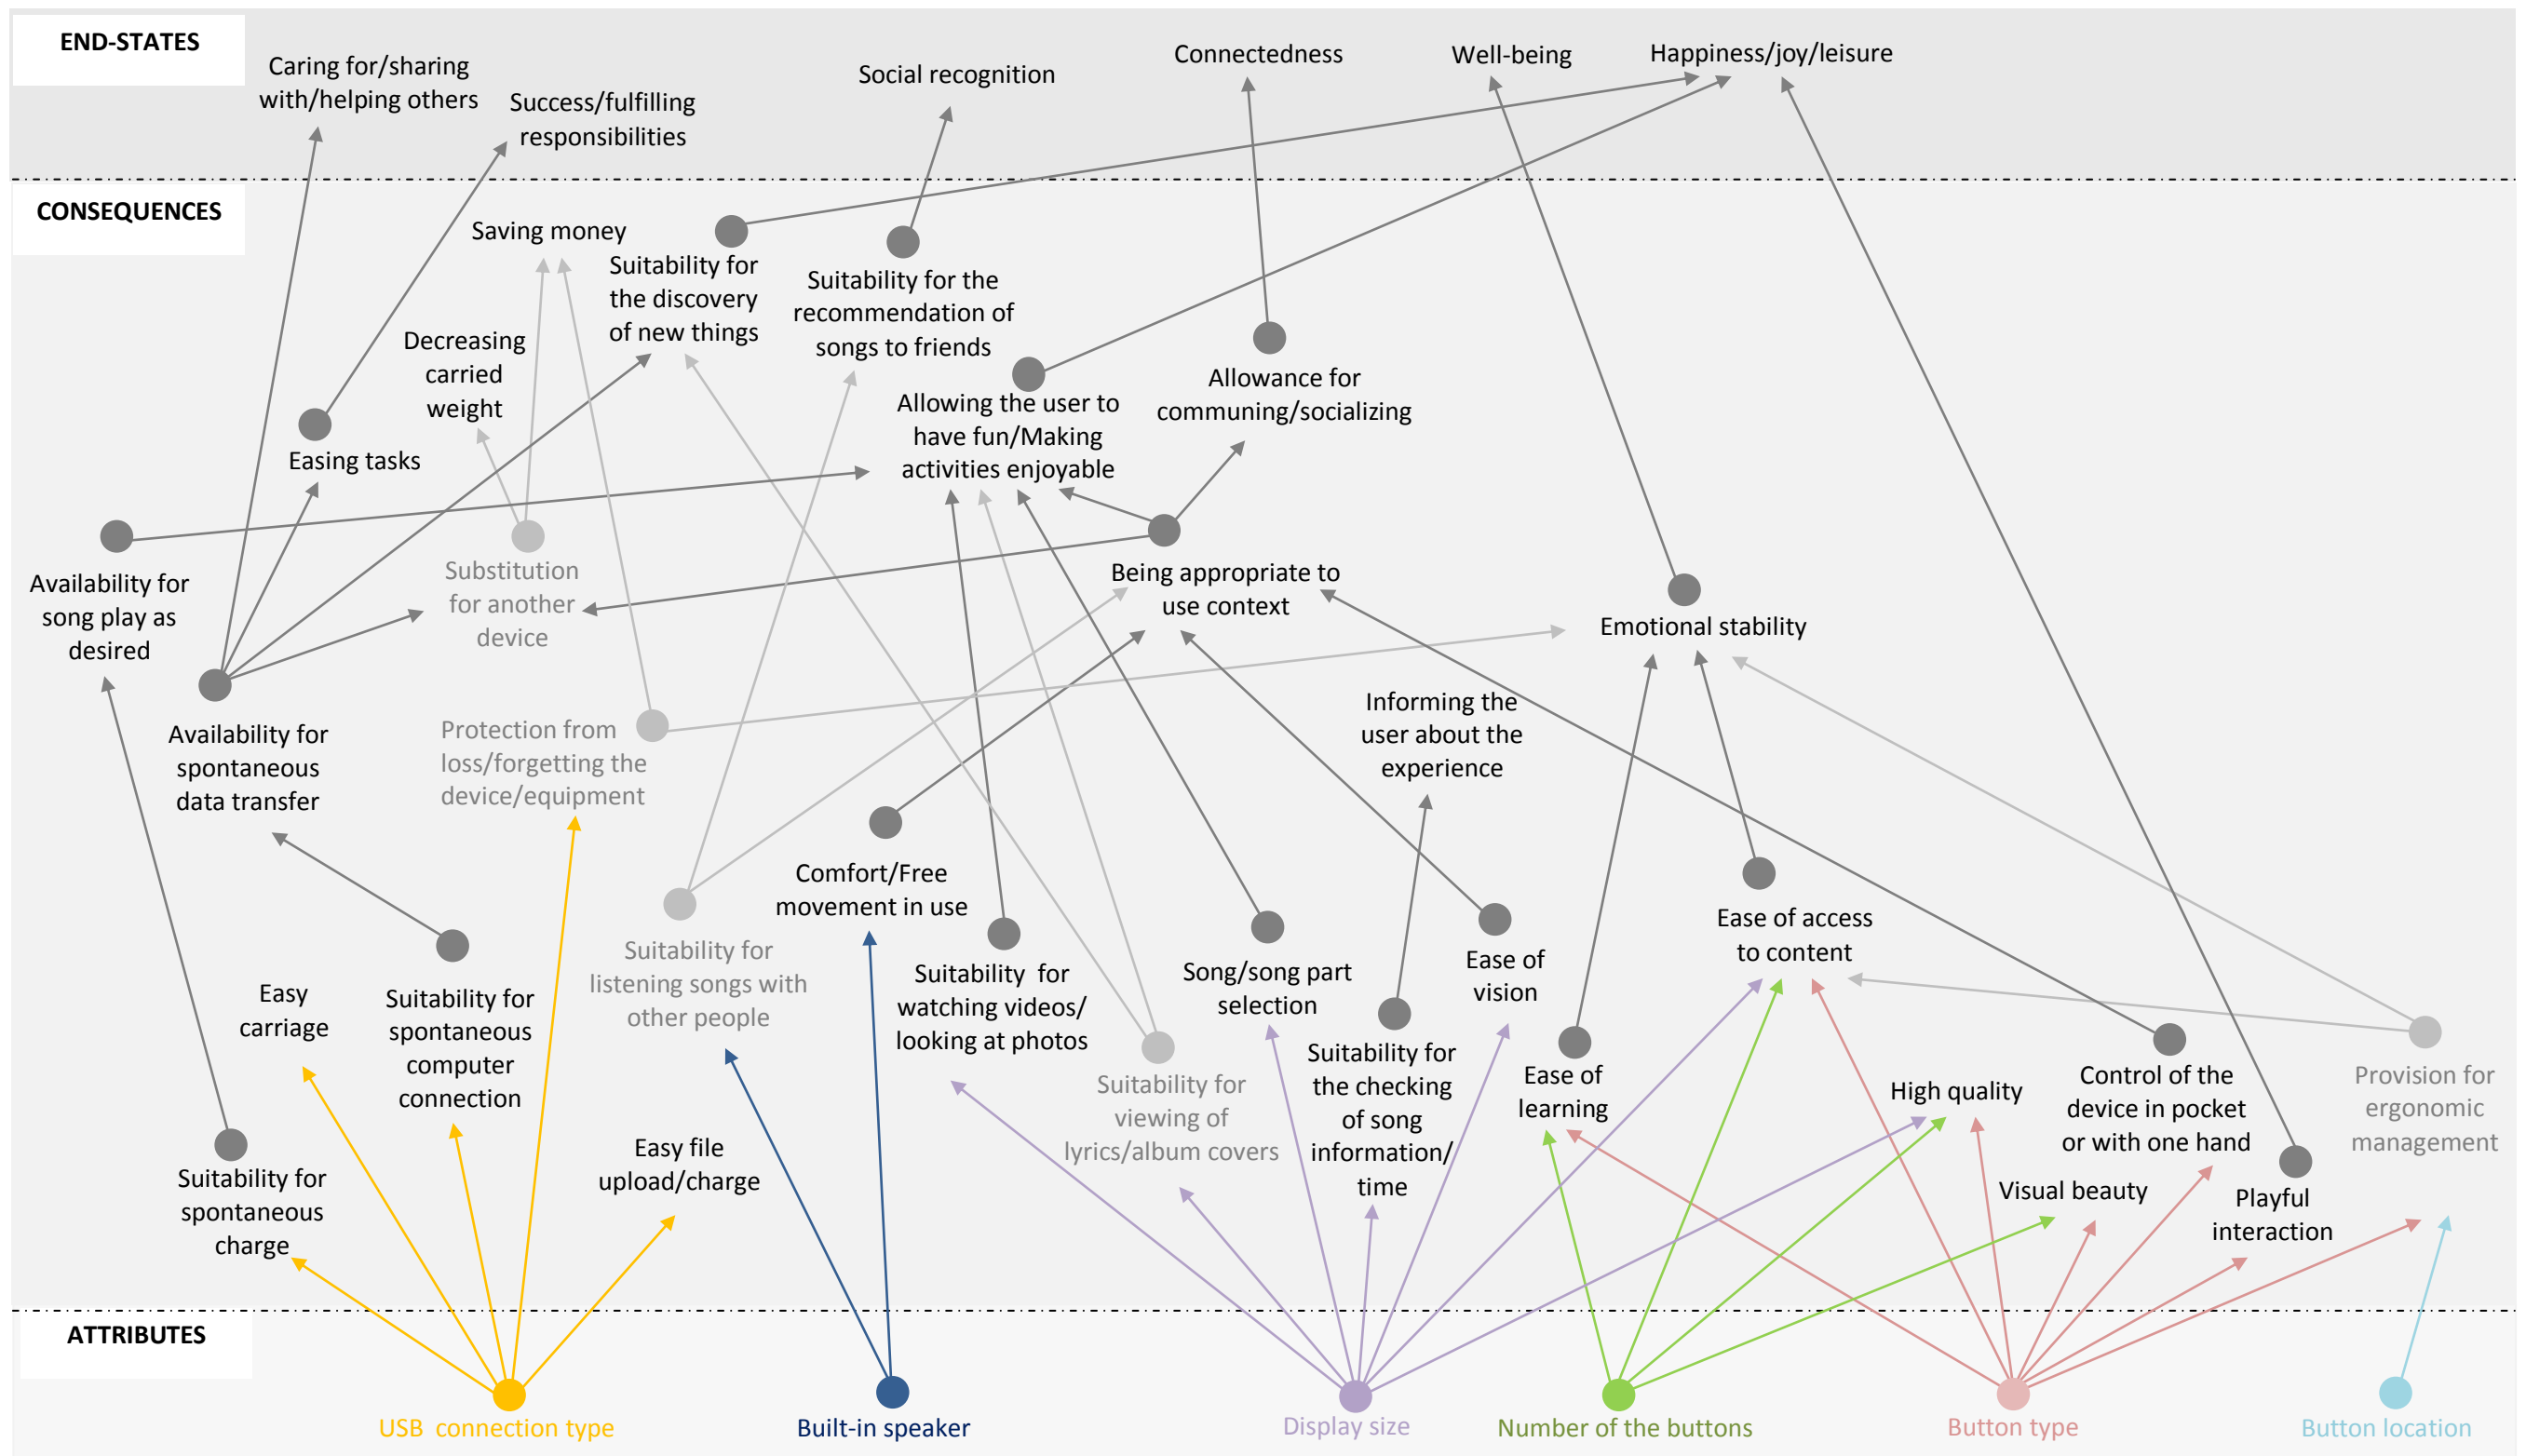 END-STATES
Caring for/sharing
with/helping others
Success/fulfilling
responsibilities
Social recognition
Connectedness
Well-being
Happiness/joy/leisure
CONSEQUENCES
Saving money
Suitability for
the discovery
of new things
Suitability for the
recommendation of
songs to friends
Decreasing
carried
weight
Allowing the user to
have fun/Making
activities enjoyable
Allowance for
communing/socializing
Easing tasks
Availability for
song play as
desired
Substitution
for another
device
Being appropriate to
use context
Emotional stability
Availability for
spontaneous
data transfer
Protection from
loss/forgetting the
device/equipment
Informing the
user about the
experience
Comfort/Free
movement in use
Ease of access
to content
Easy
carriage
Suitability for
spontaneous
computer
connection
Suitability for
listening songs with
other people
Suitability for
watching videos/
looking at photos
Song/song part
selection
Ease of
vision
Suitability for
viewing of
lyrics/album covers
Suitability for
the checking
of song
information/
time
Ease of
learning
High quality
Control of the
device in pocket
or with one hand
Provision for
ergonomic
management
Suitability for
spontaneous
charge
Easy file
upload/charge
Visual beauty
Playful
interaction
ATTRIBUTES
USB connection type
Built-in speaker
Display size
Number of the buttons
Button type
Button location